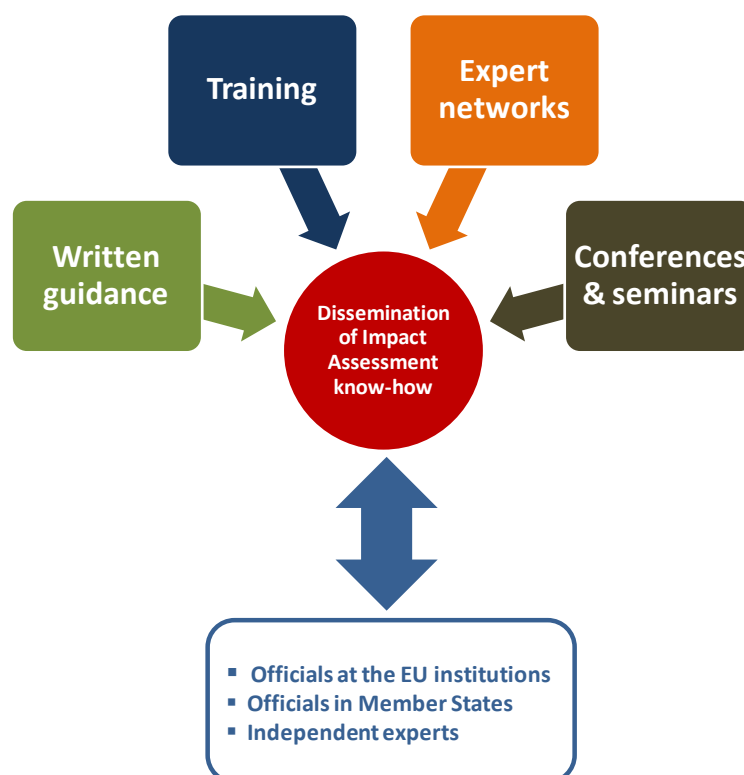 Training
Expert
networks
Written
guidance
Conferences
& seminars
Dissemination
of Impact
Assessment
know-how
▪ Officials at the EU institutions
▪ Officials in Member States
▪ Independent experts